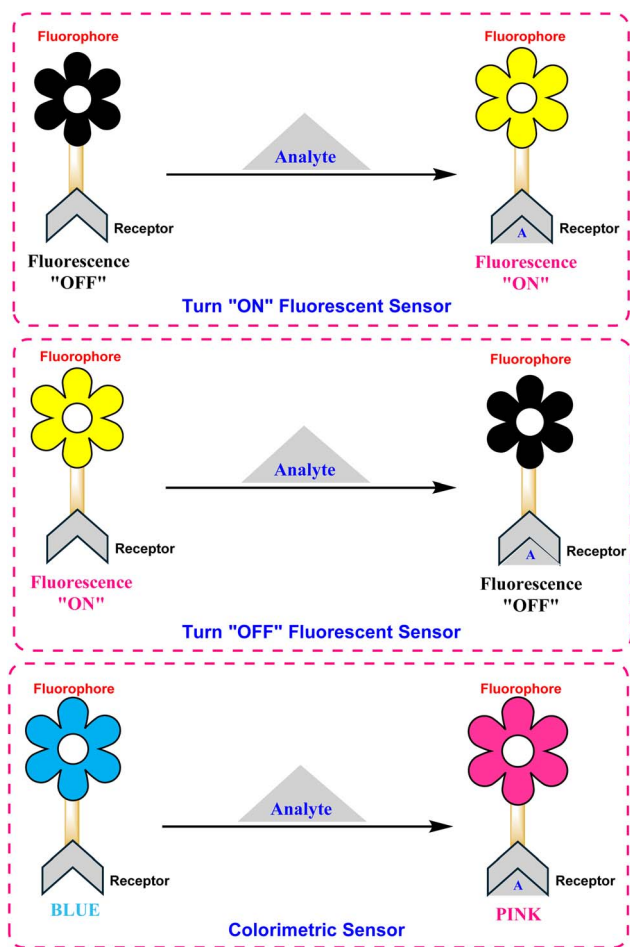 Fluorophore
Fluorophore
Analyte
Receptor
A
Receptor
Fluorescence
"OFF"
Fluorescence
"ON"
Turn "ON" Fluorescent Sensor
Fluorophore
Fluorophore
Analyte
Receptor
A
Receptor
Fluorescence
"ON"
Fluorescence
"OFF"
Turn "OFF" Fluorescent Sensor
Fluorophore
Fluorophore
Analyte
Receptor
A
Receptor
BLUE
PINK
Colorimetric Sensor